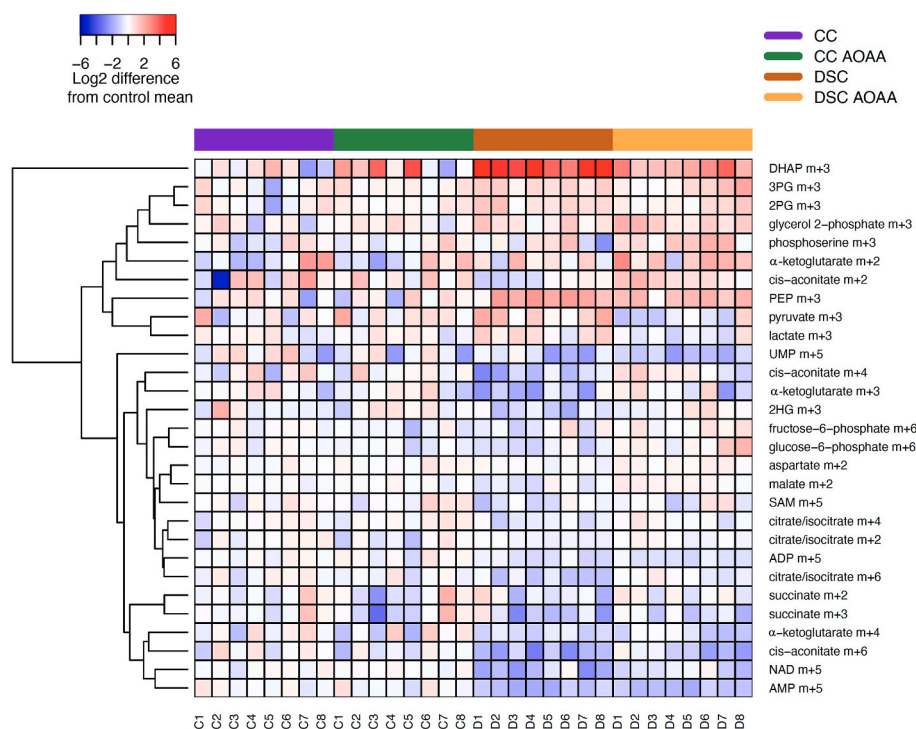 −6 −2 2 6
Log2 difference
from control mean
CC
CC AOAA
DSC
DSC AOAA
DHAP m+3
3PG m+3
2PG m+3
glycerol 2−phosphate m+3
phosphoserine m+3
α−ketoglutarate m+2
cis−aconitate m+2
PEP m+3
pyruvate m+3
lactate m+3
UMP m+5
cis−aconitate m+4
α−ketoglutarate m+3
2HG m+3
fructose−6−phosphate m+6
glucose−6−phosphate m+6
aspartate m+2
malate m+2
SAM m+5
citrate/isocitrate m+4
citrate/isocitrate m+2
ADP m+5
citrate/isocitrate m+6
succinate m+2
succinate m+3
α−ketoglutarate m+4
cis−aconitate m+6
NAD m+5
AMP m+5
C1 C2 C3 C4 C5 C6 C7 C8 C1 C2 C3 C4 C5 C6 C7 C8 D1 D2 D3 D4 D5 D6 D7 D8 D1 D2 D3 D4 D5 D6 D7 D8